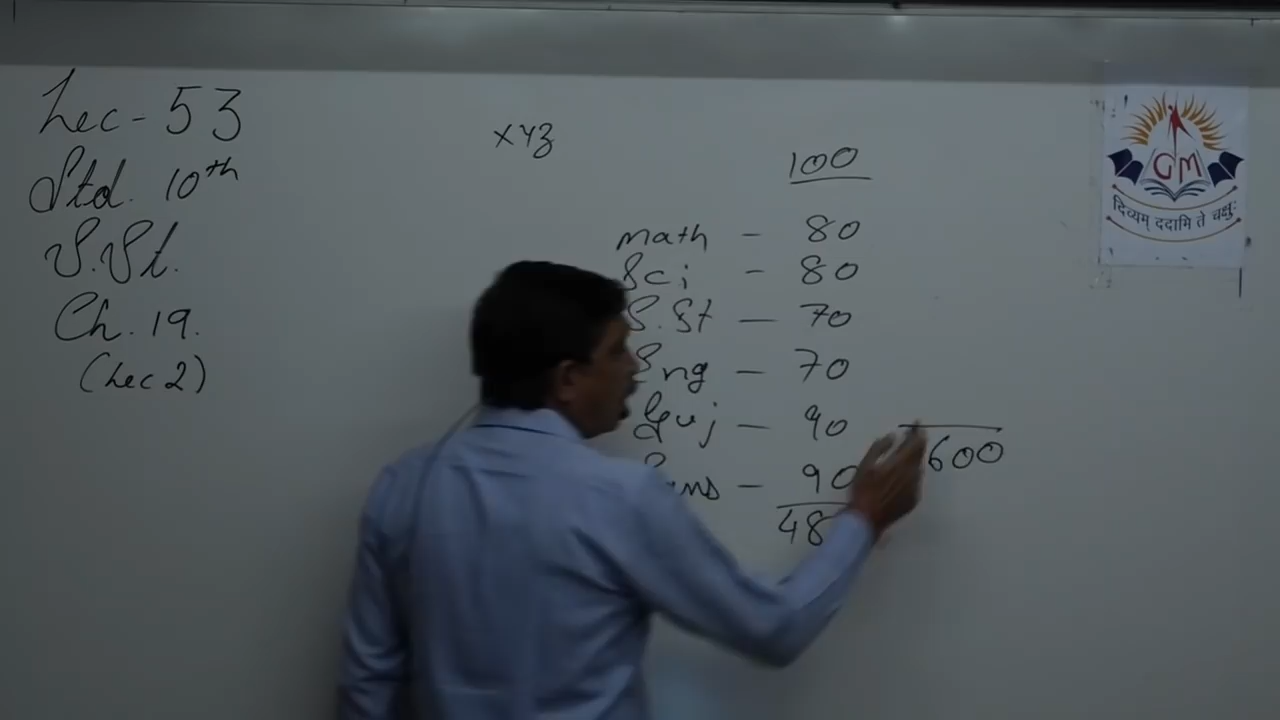 Lec - 53
Std. 10th
S.St.
Ch. 19.
(Lec 2)
XYZ
100
math - 80
Sci - 80
S.St - 70
Eng - 70
Guj - 90
90
48
600
GM
दिव्यम् ददामि ते चक्षुः